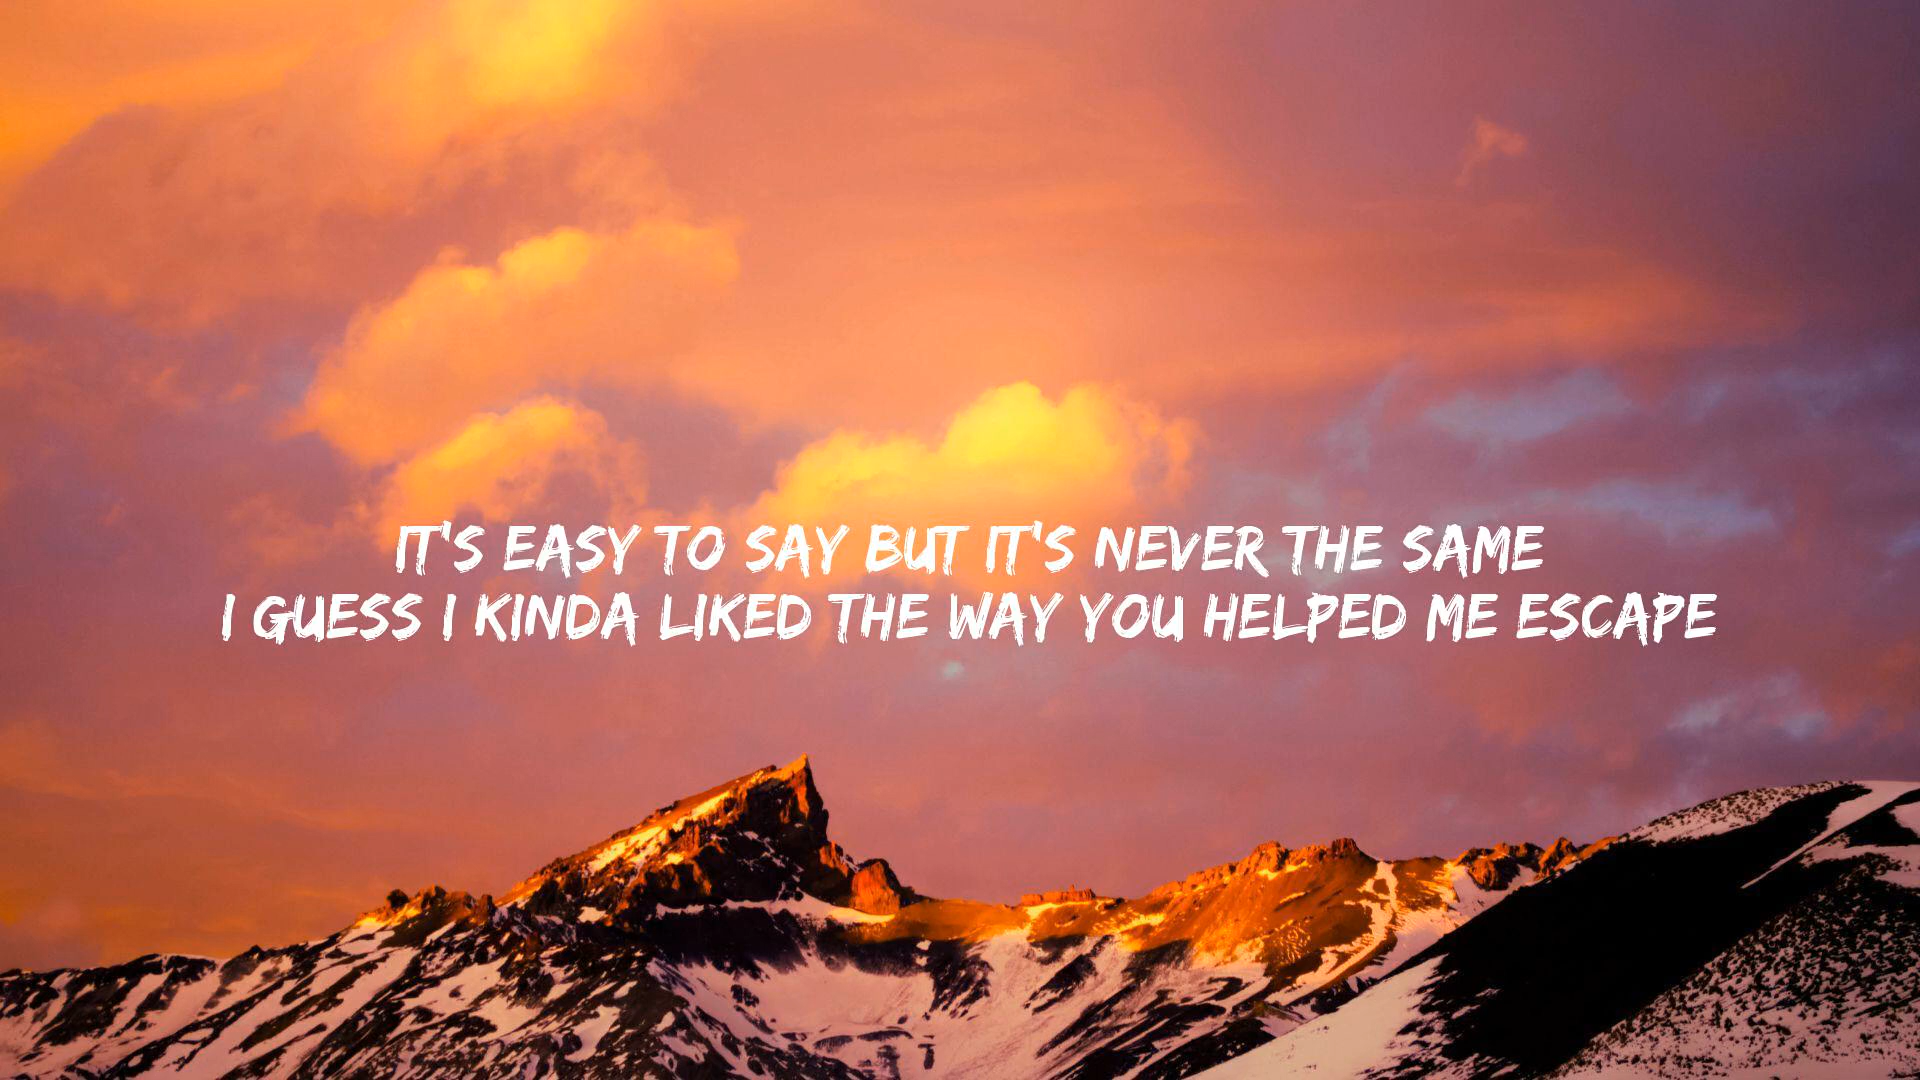 IT'S EASY TO SAY BUT IT'S NEVER THE SAME
I GUESS I KINDA LIKED THE WAY YOU HELPED ME ESCAPE